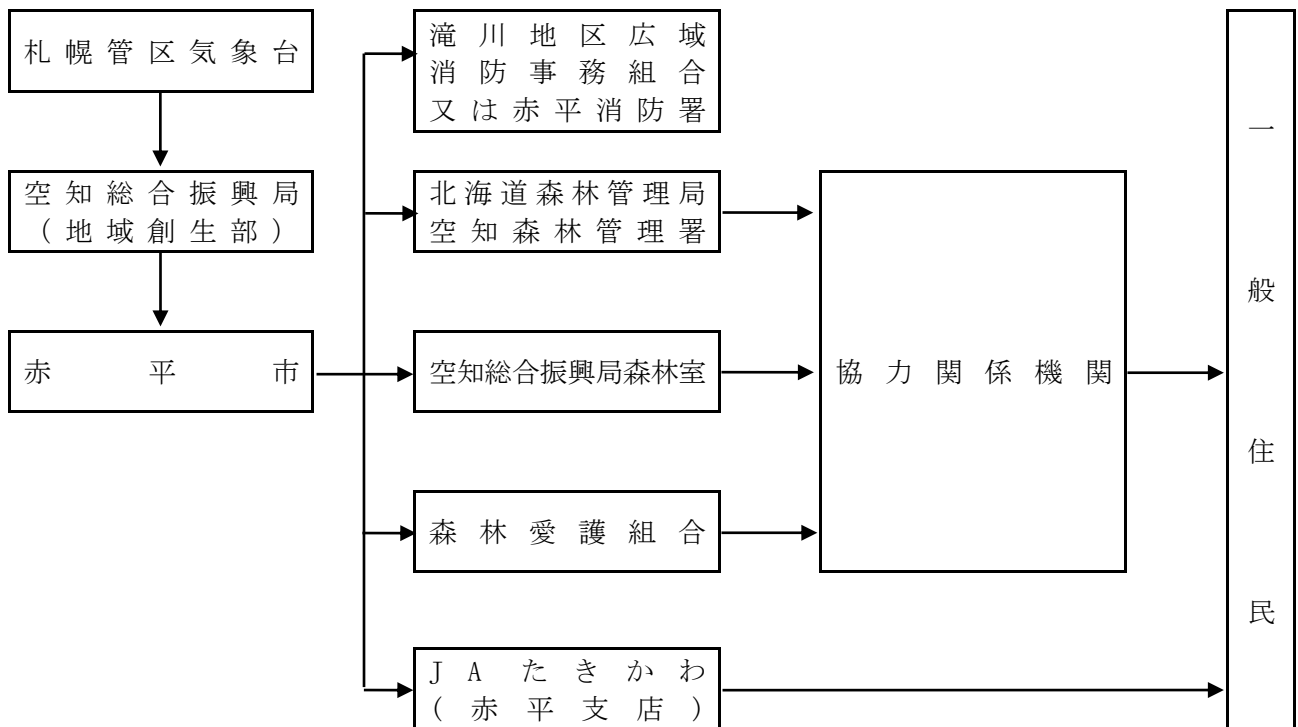 札幌管区気象台
空知総合振興局
(地域創生部)
赤平市
滝川地区広域
消防事務組合
又は赤平消防署
北海道森林管理局
空知森林管理署
空知総合振興局森林室
森林愛護組合
JAたきかわ
(赤平支店)
協力関係機関
一般住民